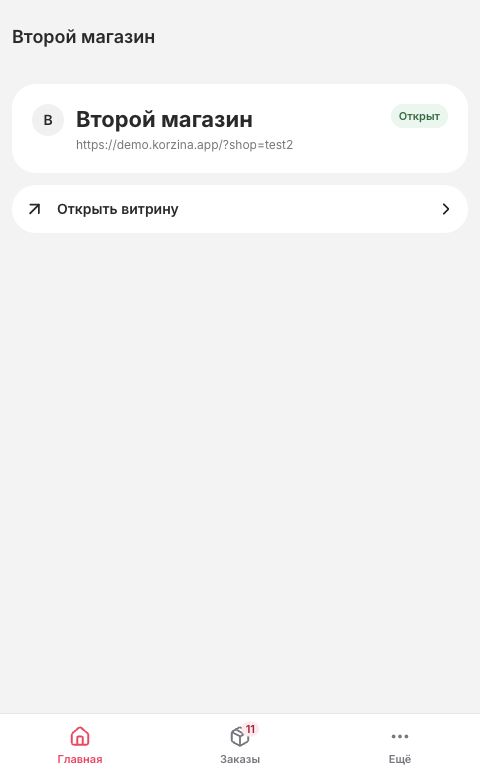 Второй магазин
В
Второй магазин
Открыт
https://demo.korzina.app/?shop=test2
Открыть витрину
11
Главная
Заказы
Ещё